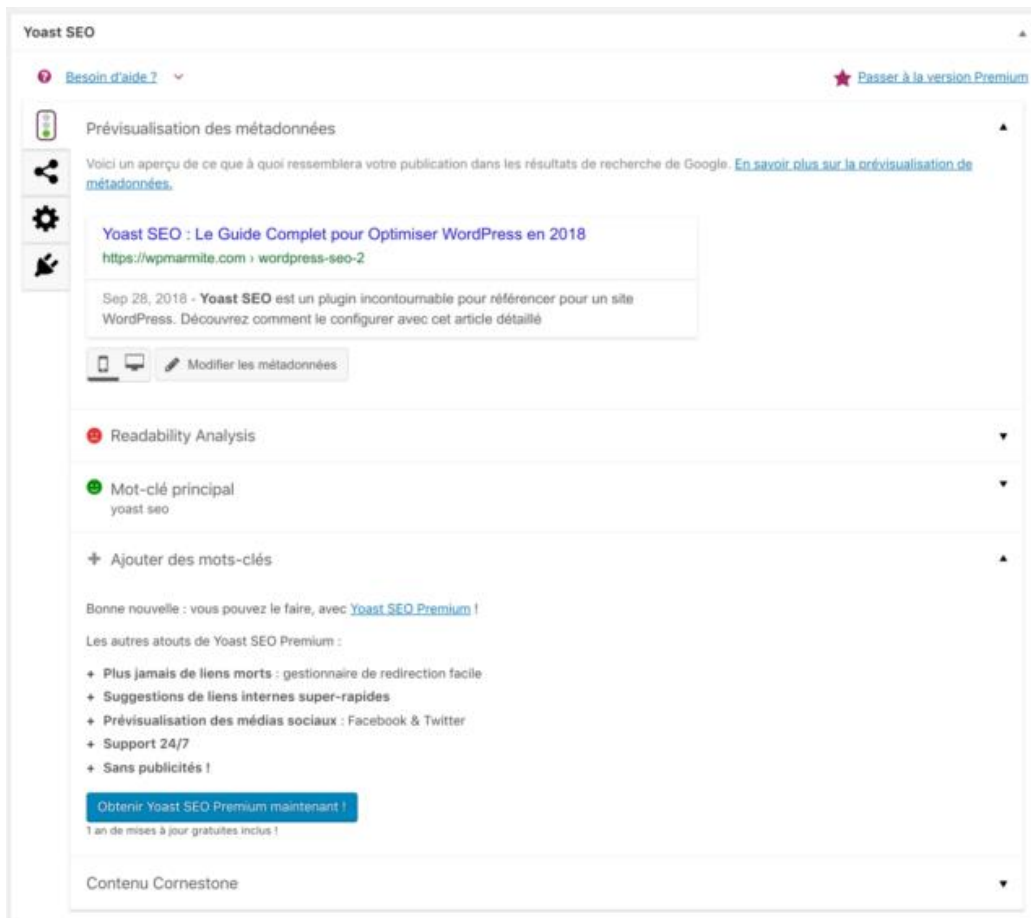 Yoast SEO
Besoin d'aide ?
Passer à la version Premium
Prévisualisation des métadonnées
Voici un aperçu de ce que à quoi ressemblera votre publication dans les résultats de recherche de Google. En savoir plus sur la prévisualisation de
métadonnées.
Yoast SEO : Le Guide Complet pour Optimiser WordPress en 2018
https://wpmarmite.com › wordpress-seo-2
Sep 28, 2018 - Yoast SEO est un plugin incontournable pour référencer pour un site
WordPress. Découvrez comment le configurer avec cet article détaillé
Modifier les métadonnées
Readability Analysis
Mot-clé principal
yoast seo
+ Ajouter des mots-clés
Bonne nouvelle : vous pouvez le faire, avec Yoast SEO Premium !
Les autres atouts de Yoast SEO Premium :
+ Plus jamais de liens morts : gestionnaire de redirection facile
+ Suggestions de liens internes super-rapides
+ Prévisualisation des médias sociaux : Facebook & Twitter
+ Support 24/7
+ Sans publicités !
Obtenir Yoast SEO Premium maintenant !
1 an de mises à jour gratuites inclus !
Contenu Cornestone